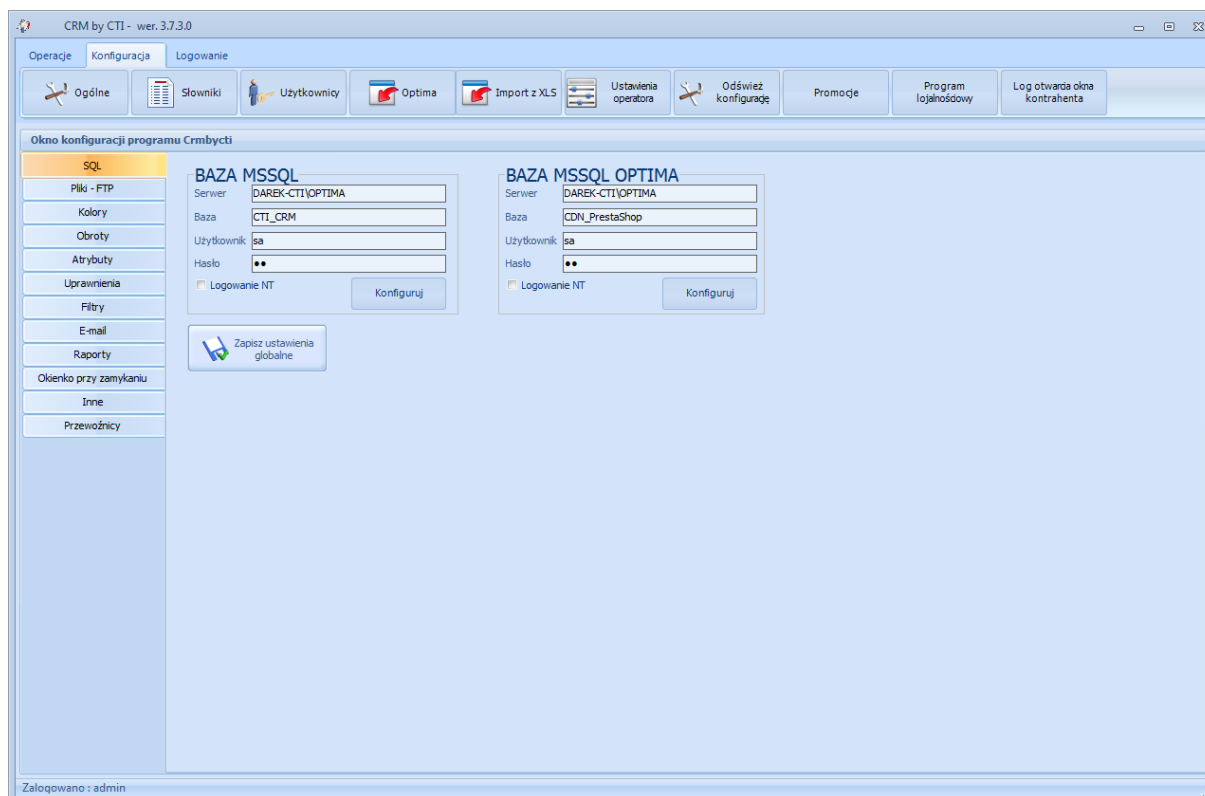 CRM by CTI - wer. 3.7.3.0
Operacje Konfiguracja Logowanie
Ogólne Słowniki Użytkownicy Optima Import z XLS Ustawienia operatora Odśwież konfigurację Promocje Program lojalnościowy Log otwarcia okna kontrahenta
Okno konfiguracji programu Crmbycti
SQL
Pliki - FTP
Kolory
Obroty
Atrybuty
Uprawnienia
Filtry
E-mail
Raporty
Okienko przy zamykaniu
Inne
Przewoźnicy
BAZA MSSQL
Serwer DAREK-CTI\OPTIMA
Baza CTI_CRM
Użytkownik sa
Hasło ●●
Logowanie NT
Konfiguruj
BAZA MSSQL OPTIMA
Serwer DAREK-CTI\OPTIMA
Baza CDN_PrestaShop
Użytkownik sa
Hasło ●●
Logowanie NT
Konfiguruj
Zapisz ustawienia
globalne
Zalogowano : admin